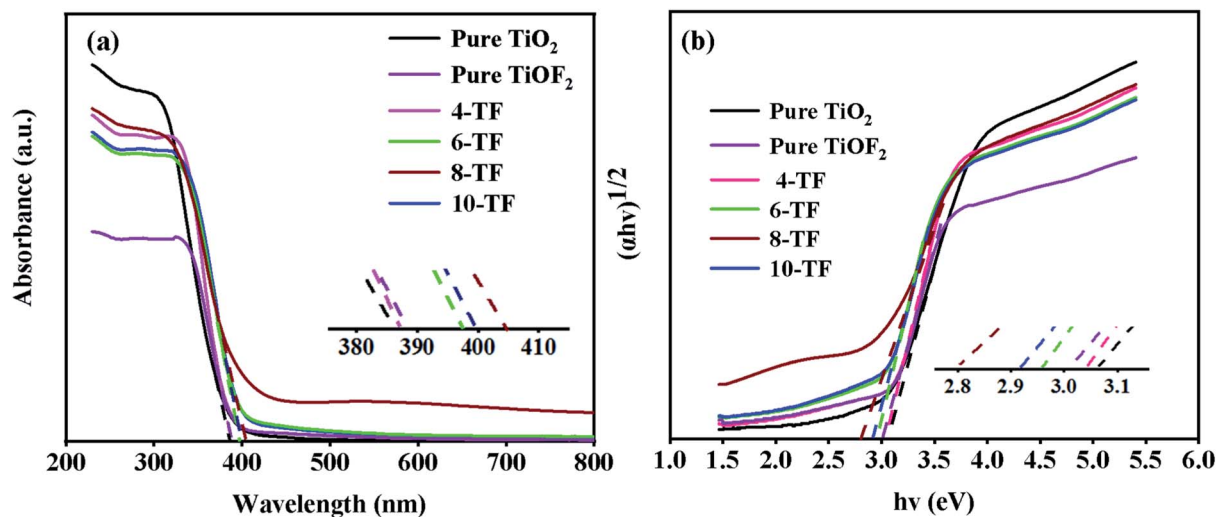 (a)
Pure TiO₂
Pure TiOF₂
4-TF
6-TF
8-TF
10-TF
380 390 400 410
200 300 400 500 600 700 800
Wavelength (nm)
Absorbance (a.u.)
(b)
Pure TiO₂
Pure TiOF₂
4-TF
6-TF
8-TF
10-TF
2.8 2.9 3.0 3.1
1.0 1.5 2.0 2.5 3.0 3.5 4.0 4.5 5.0 5.5 6.0
hv (eV)
(αhv)1/2